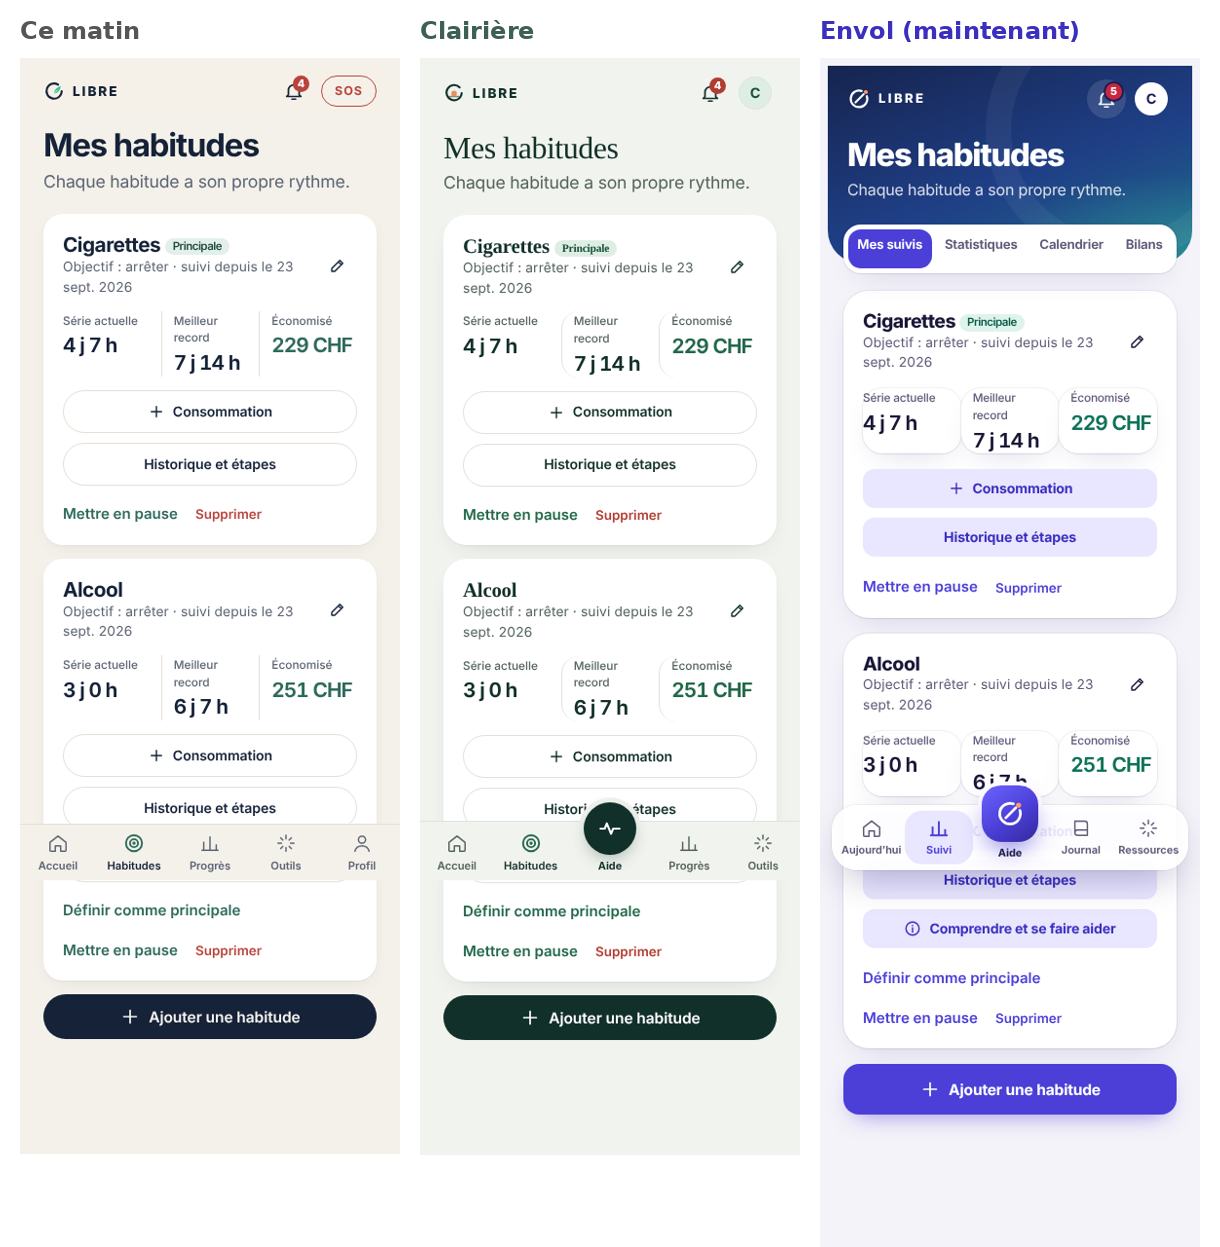 Ce matin
LIBRE
4
SOS
Mes habitudes
Chaque habitude a son propre rythme.
Cigarettes Principale
Objectif : arrêter · suivi depuis le 23
sept. 2026
Série actuelle
4 j 7 h
Meilleur
record
7 j 14 h
Économisé
229 CHF
+ Consommation
Historique et étapes
Mettre en pause Supprimer
Alcool
Objectif : arrêter · suivi depuis le 23
sept. 2026
Série actuelle
3 j 0 h
Meilleur
record
6 j 7 h
Économisé
251 CHF
+ Consommation
Historique et étapes
Accueil Habitudes Progrès Outils Profil
Définir comme principale
Mettre en pause Supprimer
+ Ajouter une habitude
Clairière
LIBRE
4
C
Mes habitudes
Chaque habitude a son propre rythme.
Cigarettes Principale
Objectif : arrêter · suivi depuis le 23
sept. 2026
Série actuelle
4 j 7 h
Meilleur
record
7 j 14 h
Économisé
229 CHF
+ Consommation
Historique et étapes
Mettre en pause Supprimer
Alcool
Objectif : arrêter · suivi depuis le 23
sept. 2026
Série actuelle
3 j 0 h
Meilleur
record
6 j 7 h
Économisé
251 CHF
+ Consommation
étapes
Accueil Habitudes Aide Progrès Outils
Définir comme principale
Mettre en pause Supprimer
+ Ajouter une habitude
Envol (maintenant)
LIBRE
5
C
Mes habitudes
Chaque habitude a son propre rythme.
Mes suivis Statistiques Calendrier Bilans
Cigarettes Principale
Objectif : arrêter · suivi depuis le 23
sept. 2026
Série actuelle
4 j 7 h
Meilleur
record
7 j 14 h
Économisé
229 CHF
+ Consommation
Historique et étapes
Mettre en pause Supprimer
Alcool
Objectif : arrêter · suivi depuis le 23
sept. 2026
Série actuelle
3 j 0 h
Meilleur
record
6 j 7 h
Économisé
251 CHF
Aujourd'hui Suivi Aide Journal Ressources
Historique et étapes
Comprendre et se faire aider
Définir comme principale
Mettre en pause Supprimer
+ Ajouter une habitude